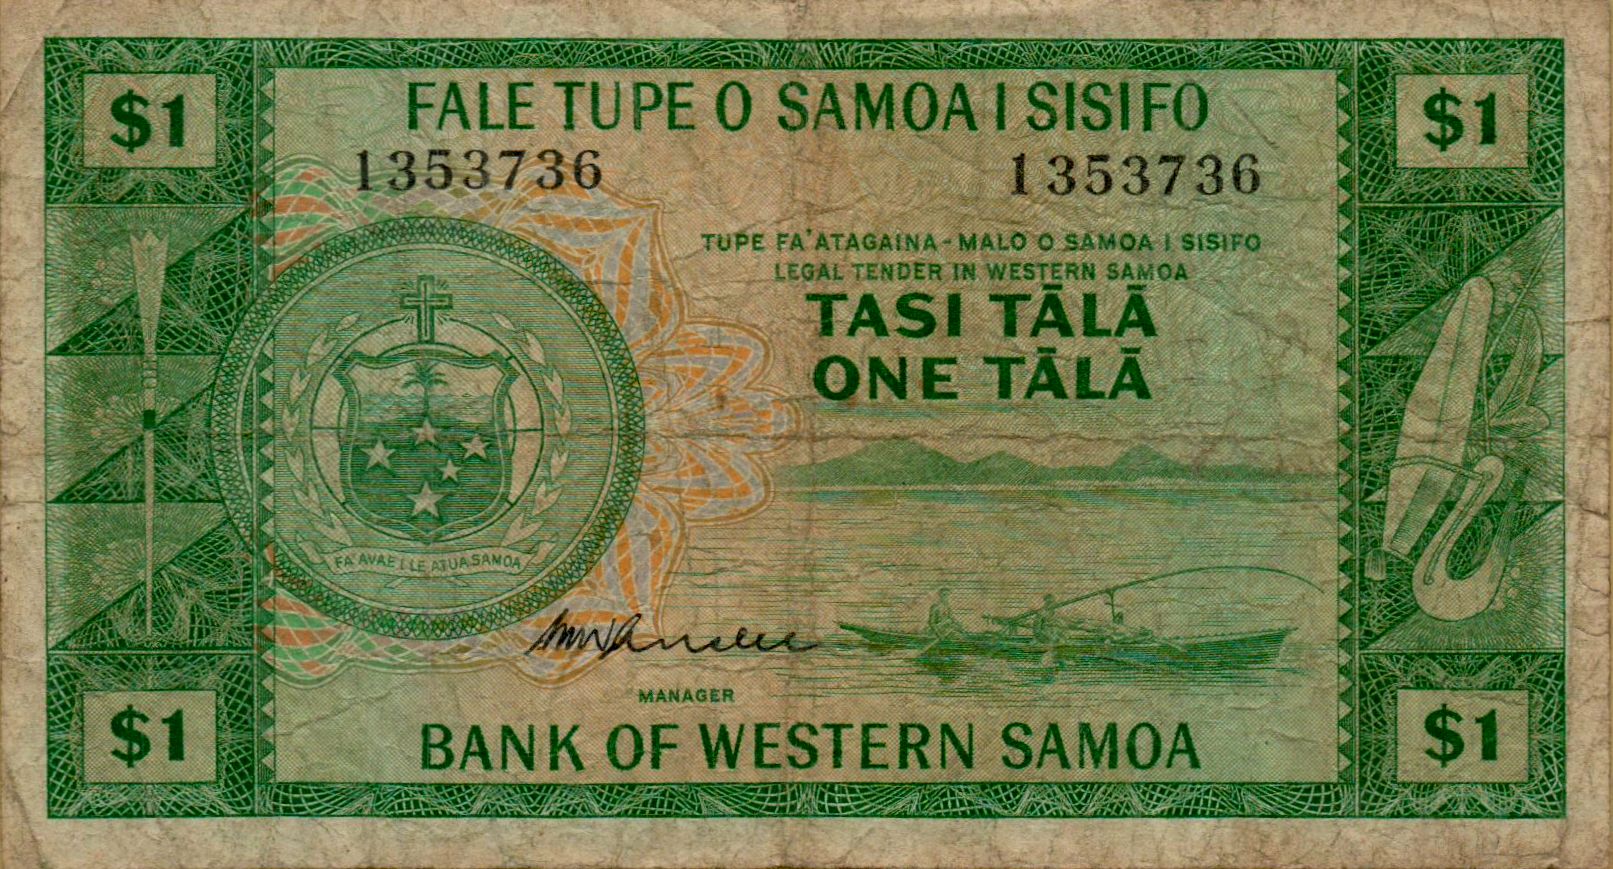 $1
$1
FALE TUPE O SAMOA I SISIFO
1353736
1353736
TUPE FA'ATAGAINA - MALO O SAMOA I SISIFO
LEGAL TENDER IN WESTERN SAMOA
TASI TĀLĀ
ONE TĀLĀ
FA'AVAE I LE ATUA SAMOA
MANAGER
$1
BANK OF WESTERN SAMOA
$1